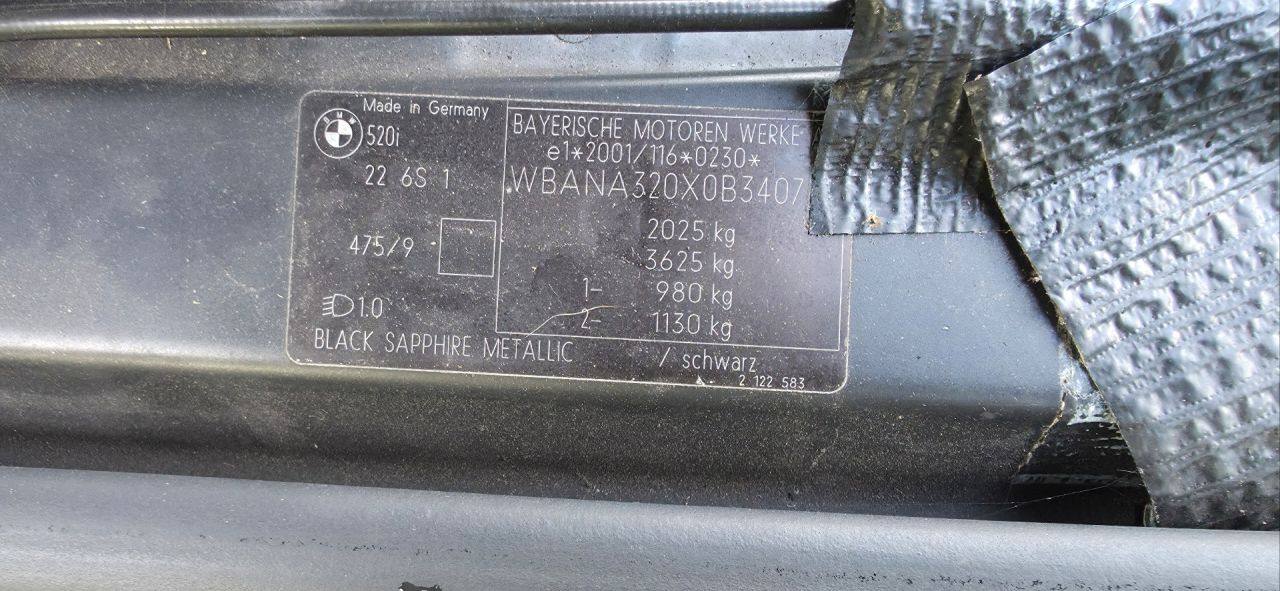 Made in Germany
BMW
520i
22 6S 1
475/9
1.0
BLACK SAPPHIRE METALLIC / schwarz
2 122 583
BAYERISCHE MOTOREN WERKE
e1*2001/116*0230*
WBANA320X0B3407
2025 kg
3625 kg
1- 980 kg
2- 1130 kg